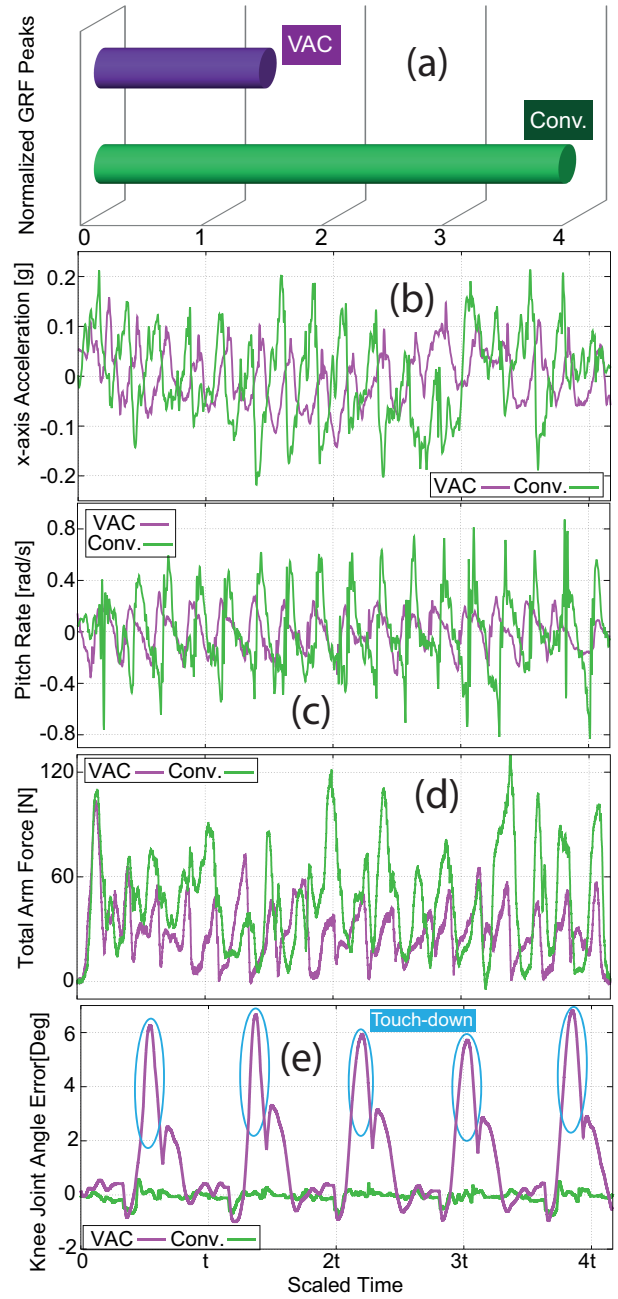 Normalized GRF Peaks
VAC
(a)
Conv.
0 1 2 3 4
x-axis Acceleration [g]
0.2
0.1
0
-0.1
-0.2
(b)
VAC Conv.
Pitch Rate [rad/s]
VAC
Conv.
0.8
0.4
0
-0.4
-0.8
(c)
Total Arm Force [N]
VAC Conv.
120
60
0
(d)
Knee Joint Angle Error[Deg]
6
4
2
0
-2
Touch-down
(e)
VAC Conv.
0 t 2t 3t 4t
Scaled Time